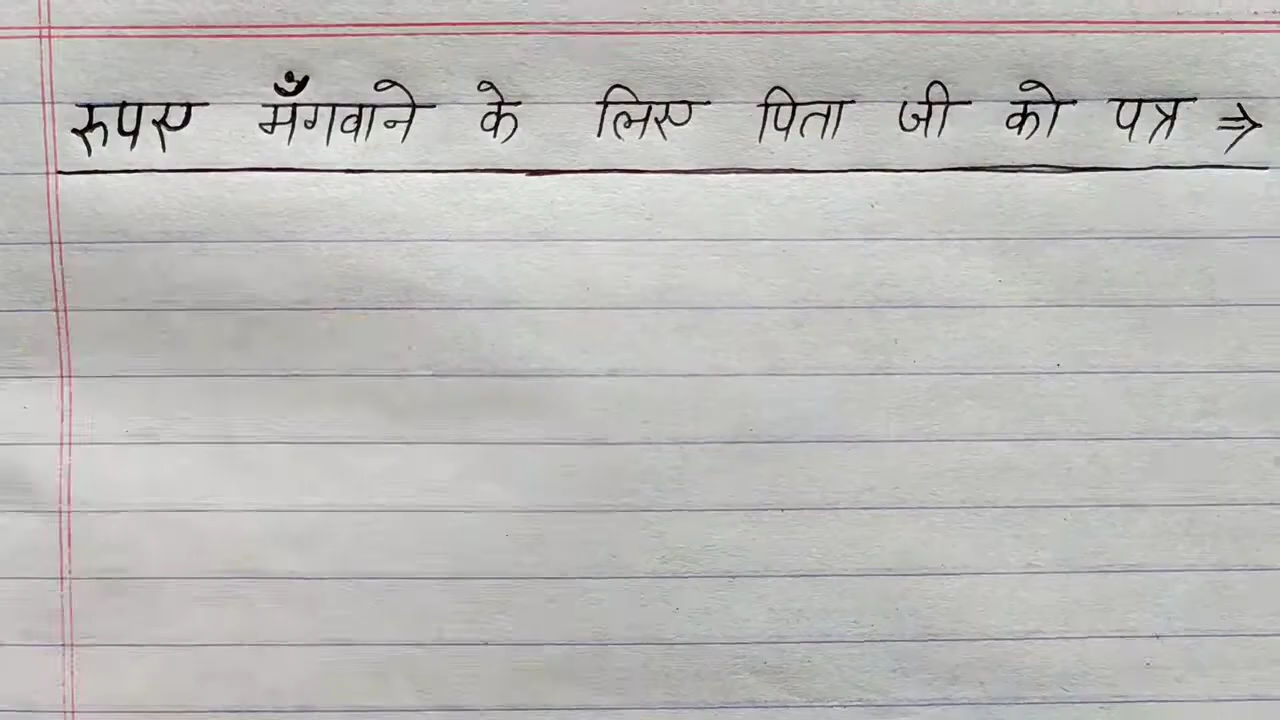 रुपए मँगवाने के लिए पिता जी को पत्र ⇒